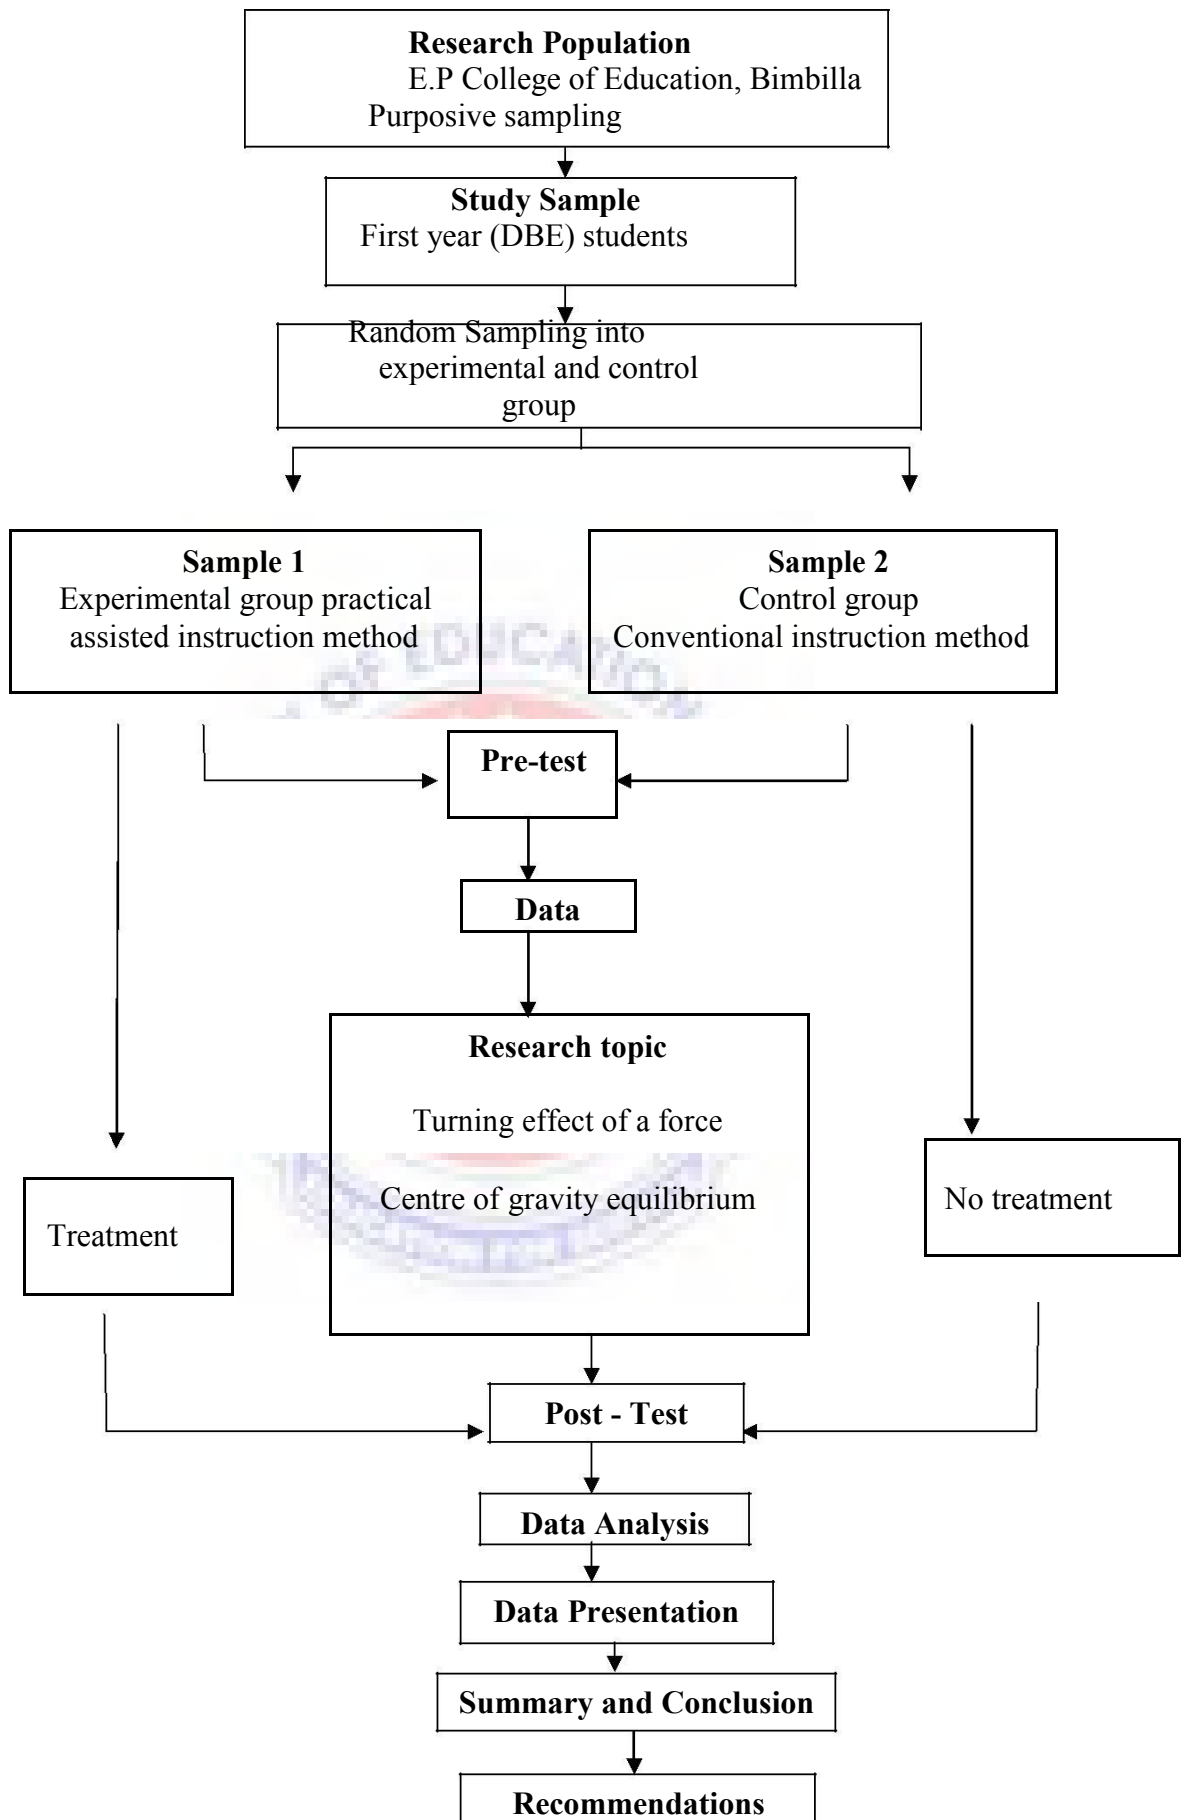 Research Population
E.P College of Education, Bimbilla
Purposive sampling
Study Sample
First year (DBE) students
Random Sampling into
experimental and control
group
Sample 1
Experimental group practical
assisted instruction method
Sample 2
Control group
Conventional instruction method
OF EDUCATION
Pre-test
Data
Research topic
Turning effect of a force
Centre of gravity equilibrium
Treatment
No treatment
Post - Test
Data Analysis
Data Presentation
Summary and Conclusion
Recommendations